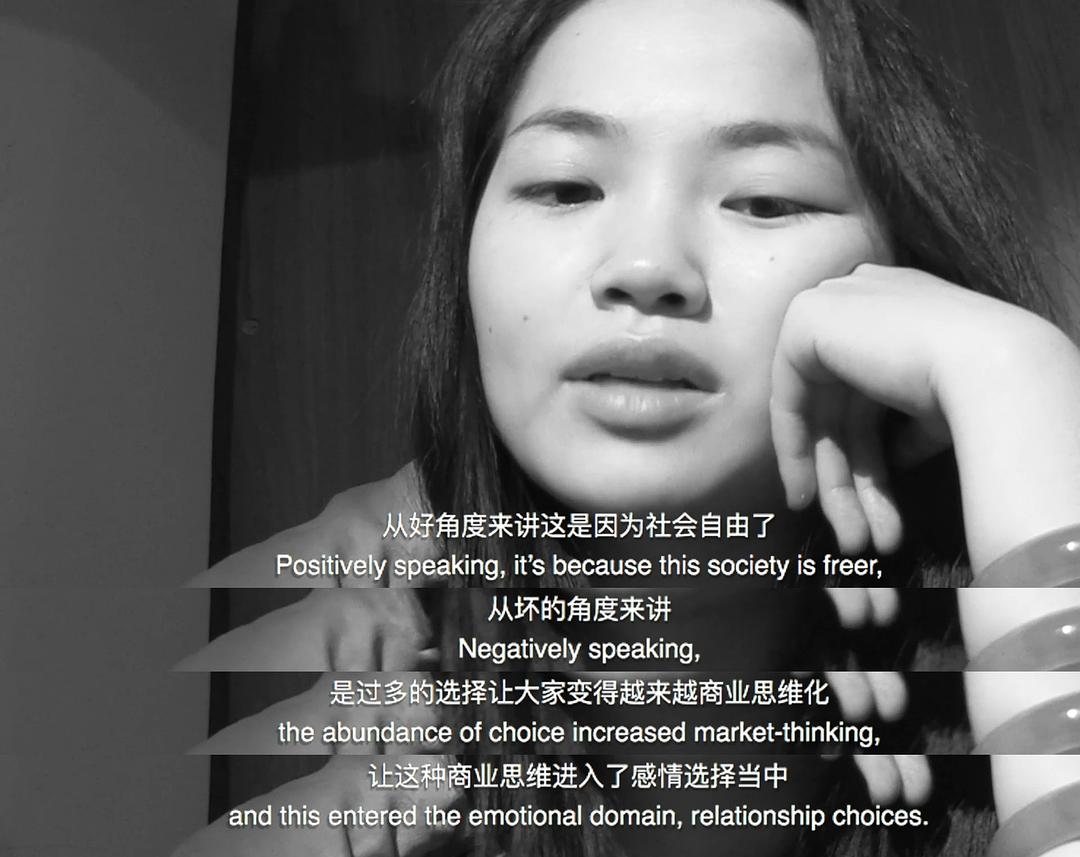 从好角度来讲这是因为社会自由了
Positively speaking, it's because this society is freer,
从坏的角度来讲
Negatively speaking,
是过多的选择让大家变得越来越商业思维化
the abundance of choice increased market-thinking,
让这种商业思维进入了感情选择当中
and this entered the emotional domain, relationship choices.